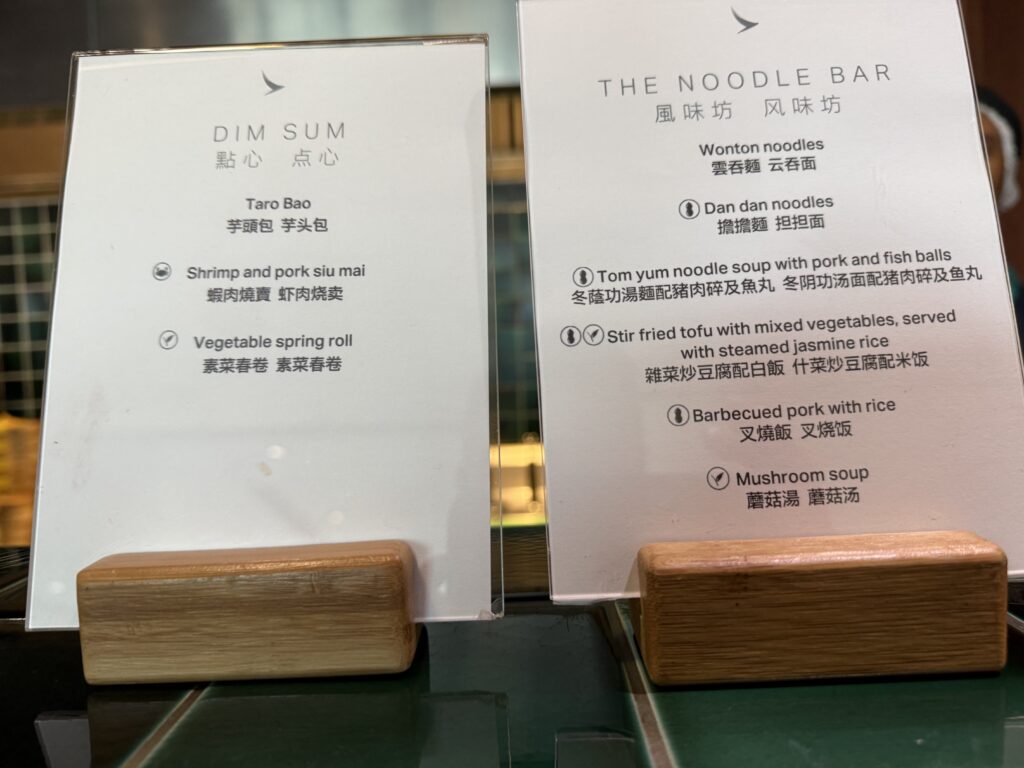 DIM SUM
點心 点心
Taro Bao
芋頭包 芋头包
Shrimp and pork siu mai
蝦肉燒賣 虾肉烧卖
Vegetable spring roll
素菜春卷 素菜春卷
THE NOODLE BAR
風味坊 风味坊
Wonton noodles
雲吞麵 云吞面
Dan dan noodles
擔擔麵 担担面
Tom yum noodle soup with pork and fish balls
冬蔭功湯麵配豬肉碎及魚丸 冬阴功汤面配猪肉碎及鱼丸
Stir fried tofu with mixed vegetables, served
with steamed jasmine rice
雜菜炒豆腐配白飯 什菜炒豆腐配米饭
Barbecued pork with rice
叉燒飯 叉烧饭
Mushroom soup
蘑菇湯 蘑菇汤